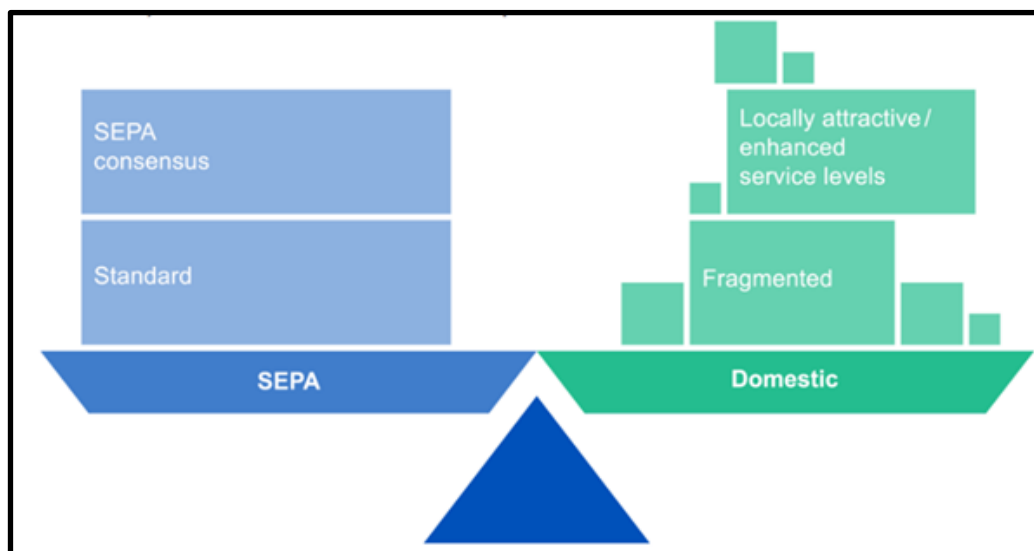 SEPA
consensus
Standard
SEPA
Locally attractive /
enhanced
service levels
Fragmented
Domestic